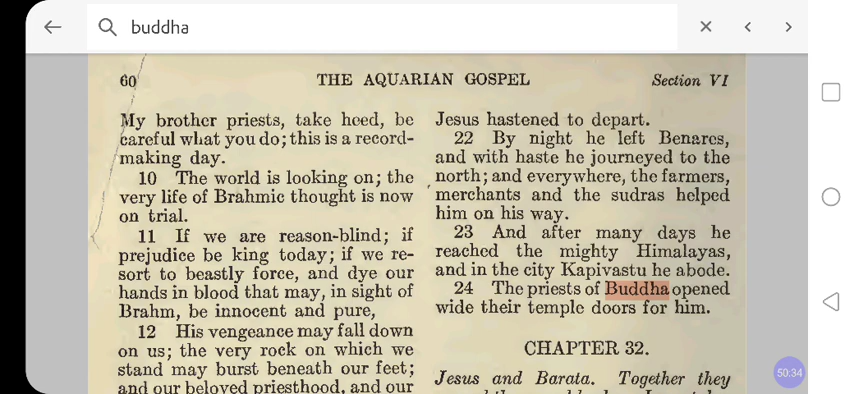 buddha
60 THE AQUARIAN GOSPEL Section VI
My brother priests, take heed, be
careful what you do; this is a record-
making day.
10 The world is looking on; the
very life of Brahmic thought is now
on trial.
11 If we are reason-blind; if
prejudice be king today; if we re-
sort to beastly force, and dye our
hands in blood that may, in sight of
Brahm, be innocent and pure,
12 His vengeance may fall down
on us; the very rock on which we
stand may burst beneath our feet;
and our beloved priesthood, and our
Jesus hastened to depart.
22 By night he left Benares,
and with haste he journeyed to the
north; and everywhere, the farmers,
merchants and the sudras helped
him on his way.
23 And after many days he
reached the mighty Himalayas,
and in the city Kapivastu he abode.
24 The priests of Buddha opened
wide their temple doors for him.
CHAPTER 32.
Jesus and Barata. Together they
50:34